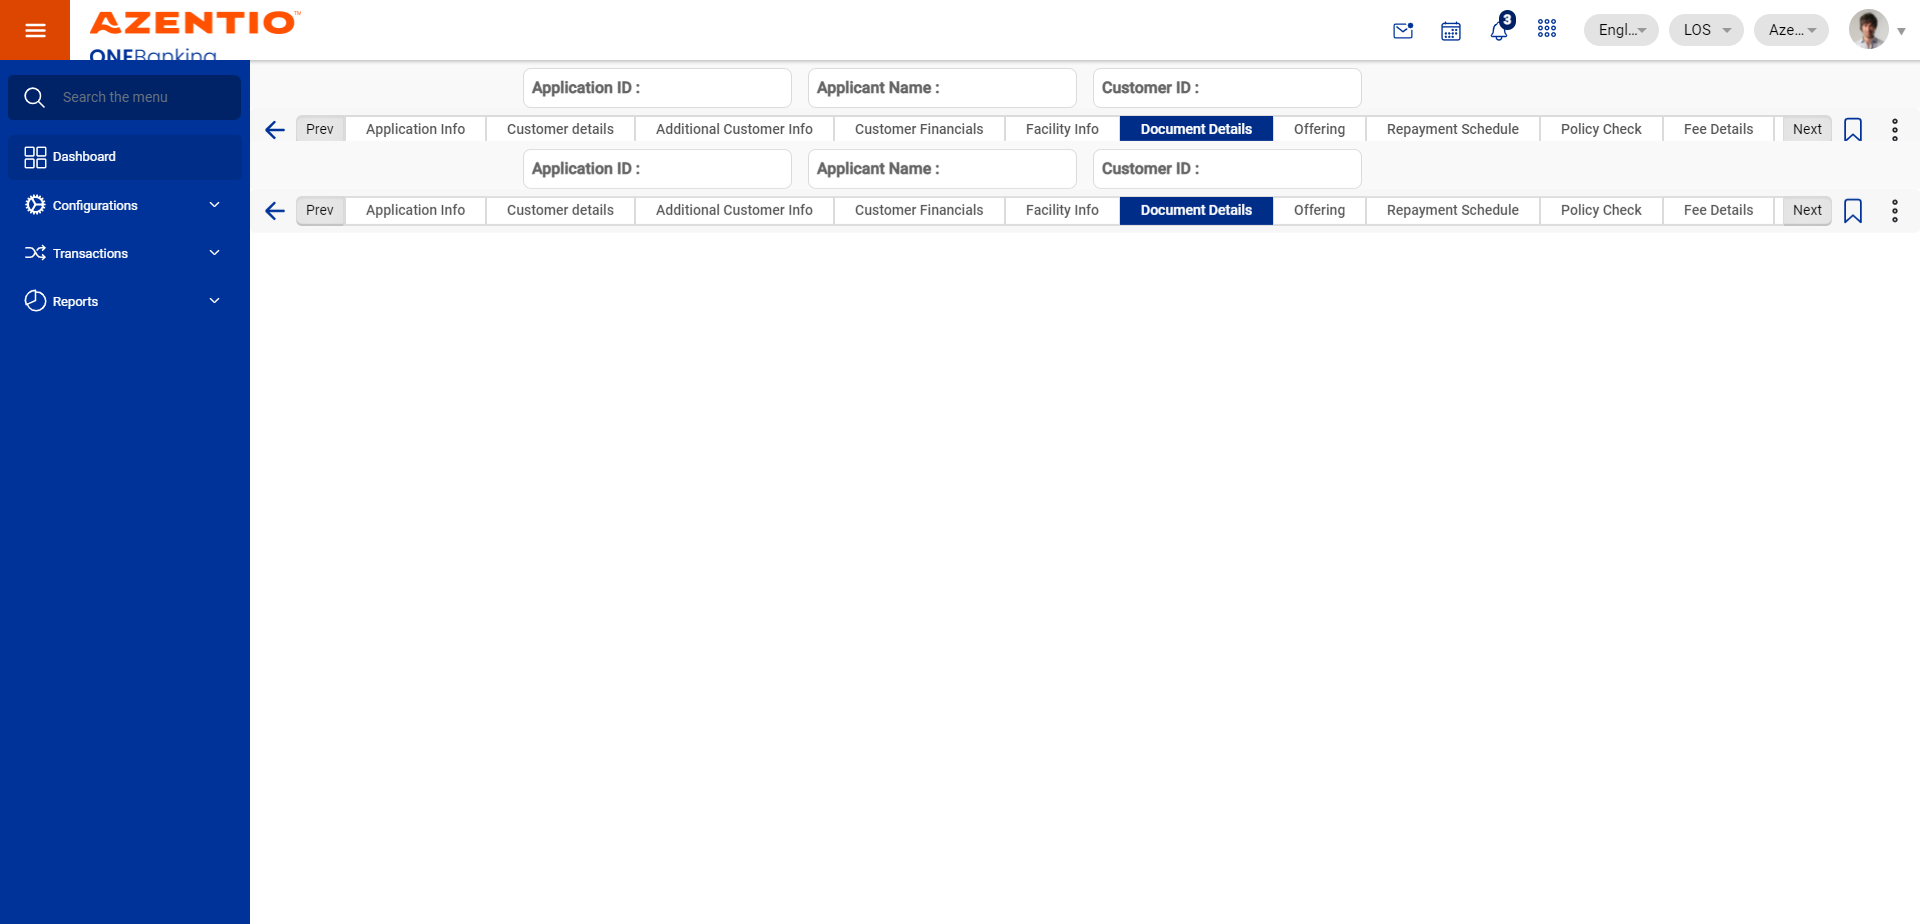 AZENTIO™
ONEBanking
3
Engl...
LOS
Aze...
Search the menu
Dashboard
Configurations
Transactions
Reports
Application ID :
Applicant Name :
Customer ID :
Prev
Application Info
Customer details
Additional Customer Info
Customer Financials
Facility Info
Document Details
Offering
Repayment Schedule
Policy Check
Fee Details
Next
Application ID :
Applicant Name :
Customer ID :
Prev
Application Info
Customer details
Additional Customer Info
Customer Financials
Facility Info
Document Details
Offering
Repayment Schedule
Policy Check
Fee Details
Next